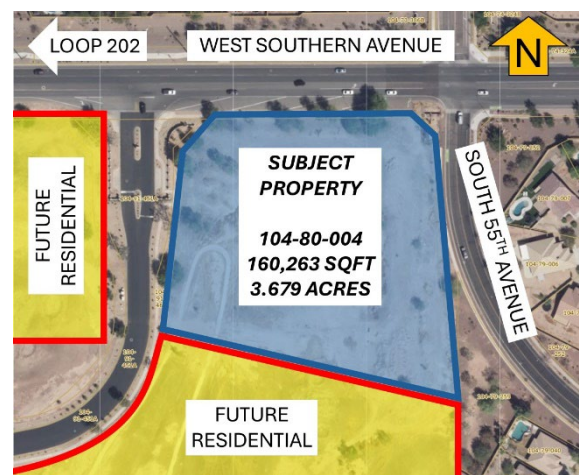 LOOP 202
WEST SOUTHERN AVENUE
N
SUBJECT
PROPERTY
104-80-004
160,263 SQFT
3.679 ACRES
SOUTH 55TH AVENUE
FUTURE
RESIDENTIAL
FUTURE
RESIDENTIAL